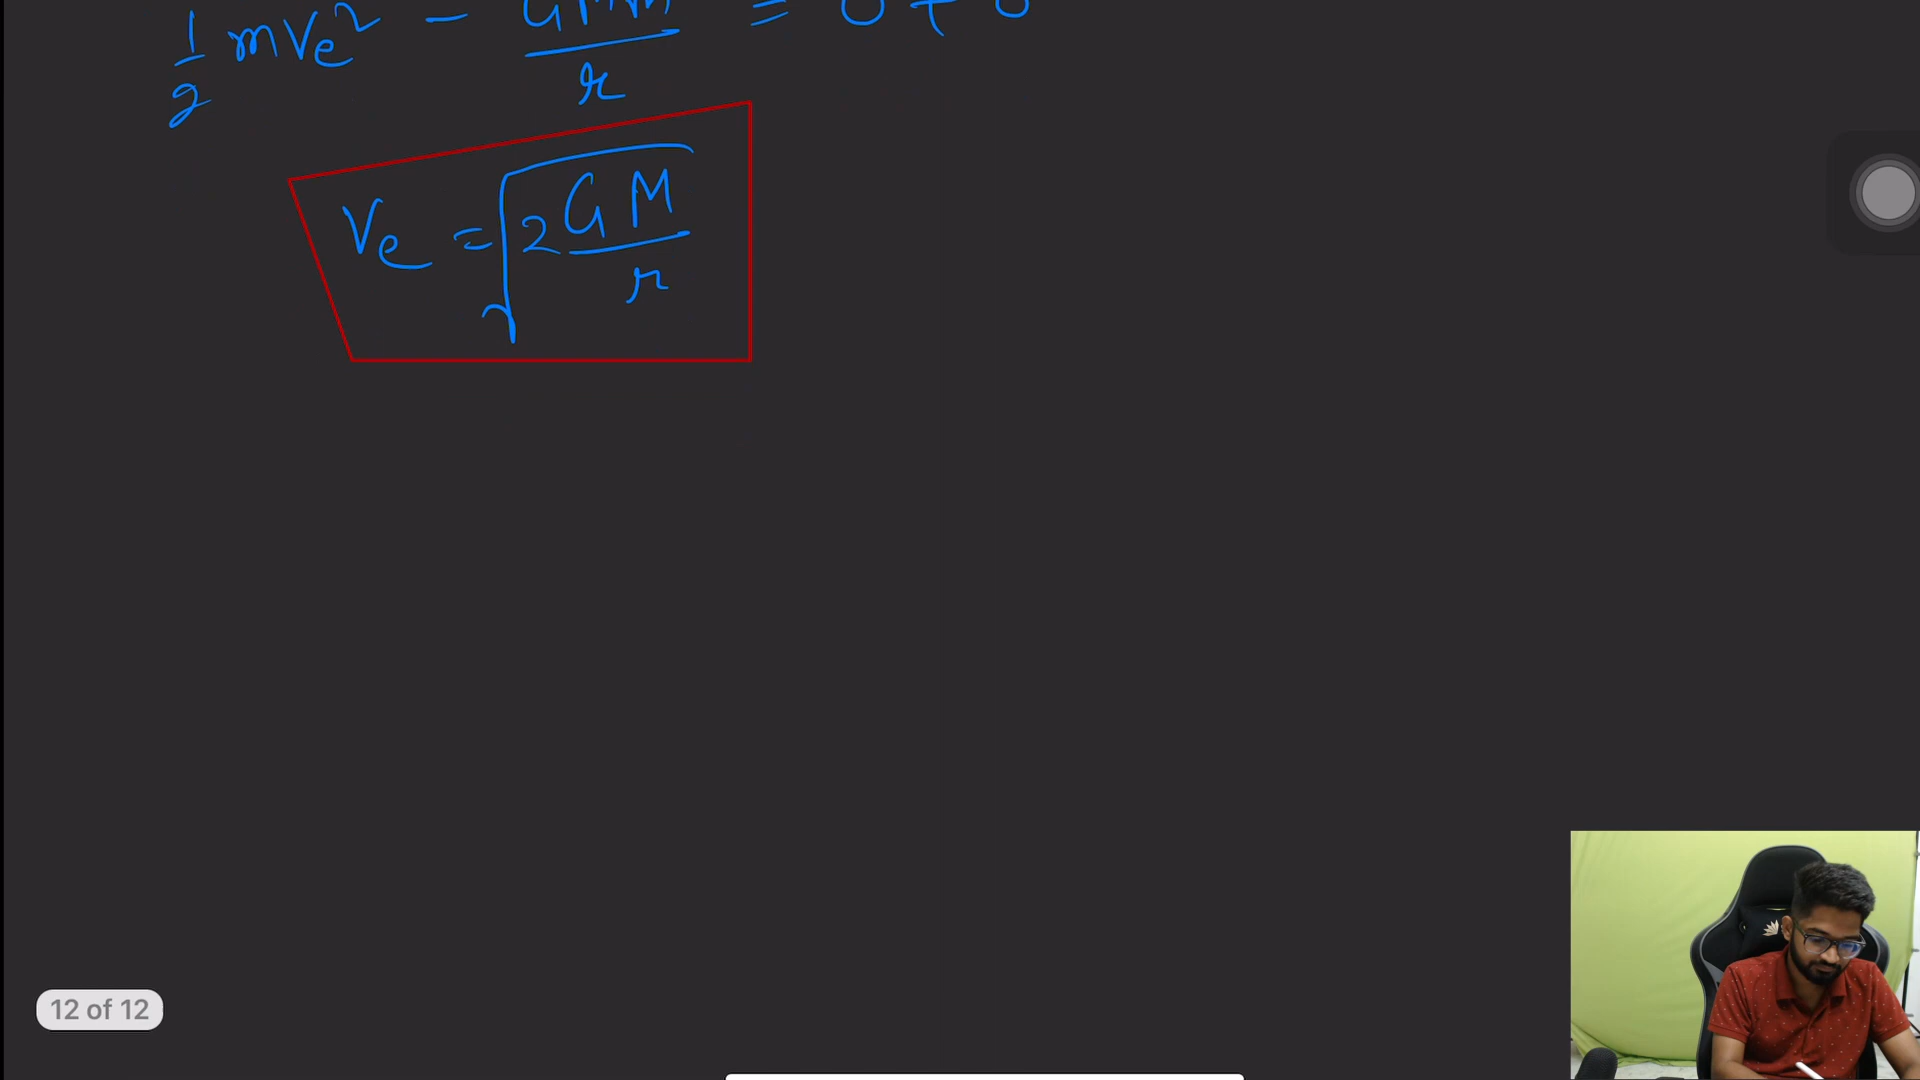 1/2 mVe² - GMm/r = 0 + 0
Ve = √(2GM/r)
12 of 12